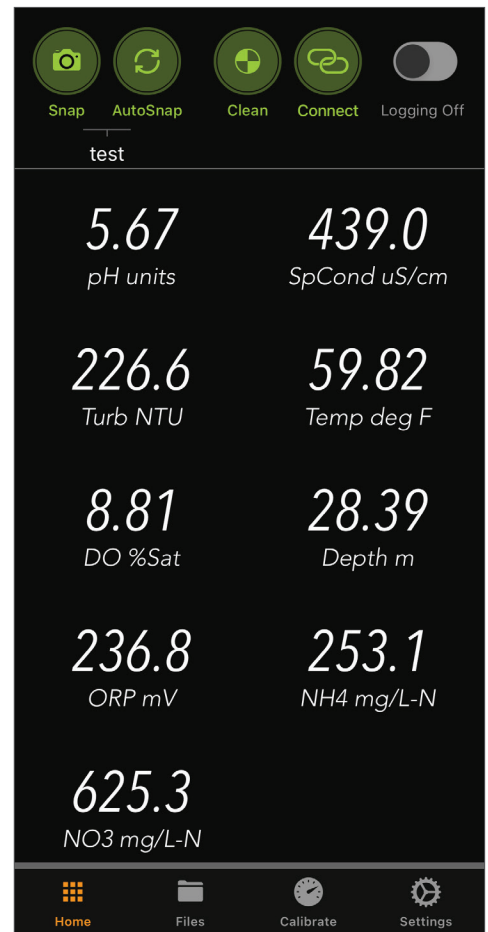 Snap AutoSnap Clean Connect Logging Off
test
5.67 439.0
pH units SpCond uS/cm
226.6 59.82
Turb NTU Temp deg F
8.81 28.39
DO %Sat Depth m
236.8 253.1
ORP mV NH4 mg/L-N
625.3
NO3 mg/L-N
Home Files Calibrate Settings